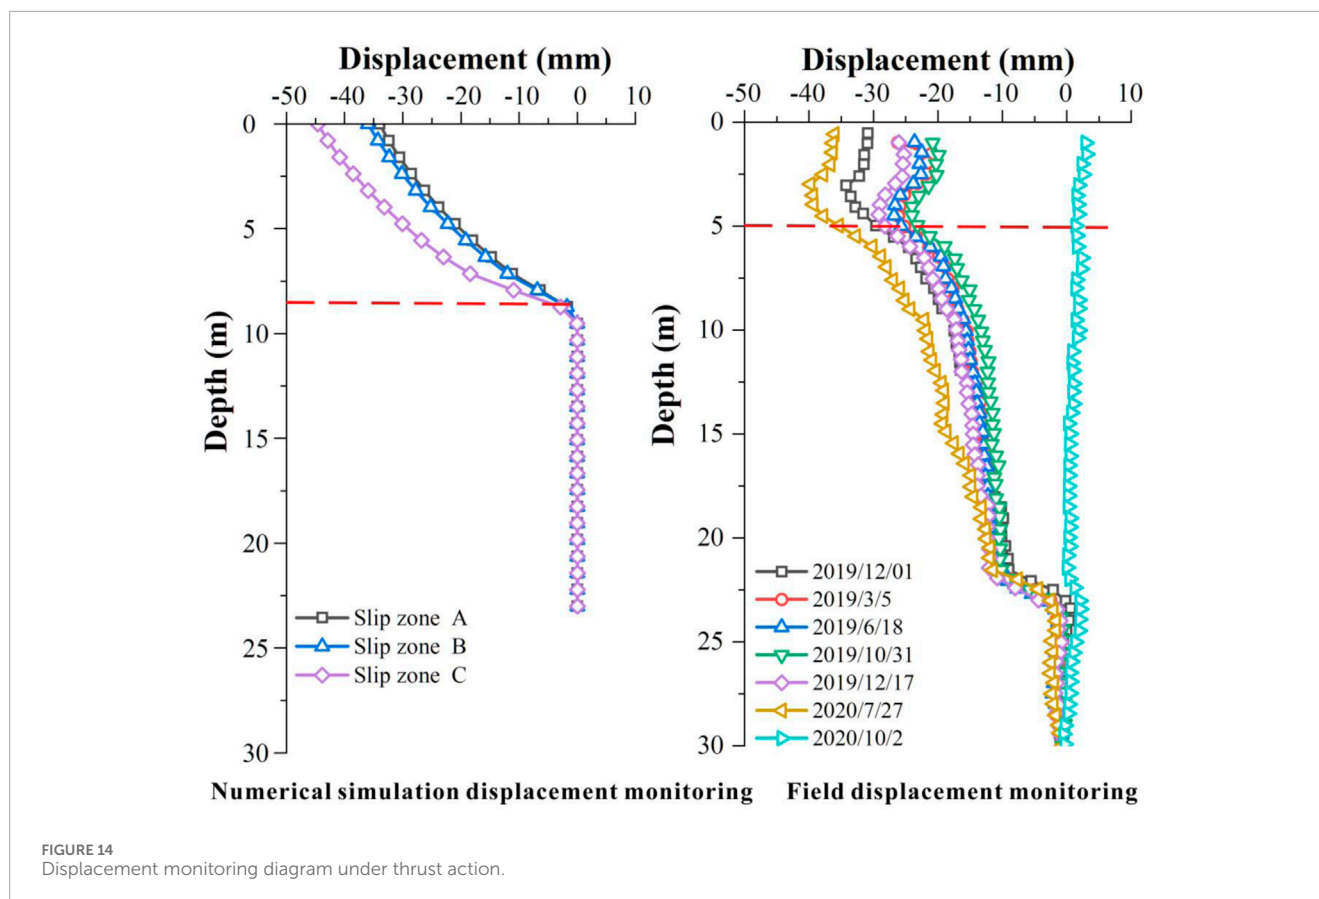 Displacement (mm)
-50 -40 -30 -20 -10 0 10
0
5
10
15
20
25
30
Depth (m)
Slip zone A
Slip zone B
Slip zone C
Numerical simulation displacement monitoring
Displacement (mm)
-50 -40 -30 -20 -10 0 10
0
5
10
15
20
25
30
Depth (m)
2019/12/01
2019/3/5
2019/6/18
2019/10/31
2019/12/17
2020/7/27
2020/10/2
Field displacement monitoring
FIGURE 14
Displacement monitoring diagram under thrust action.